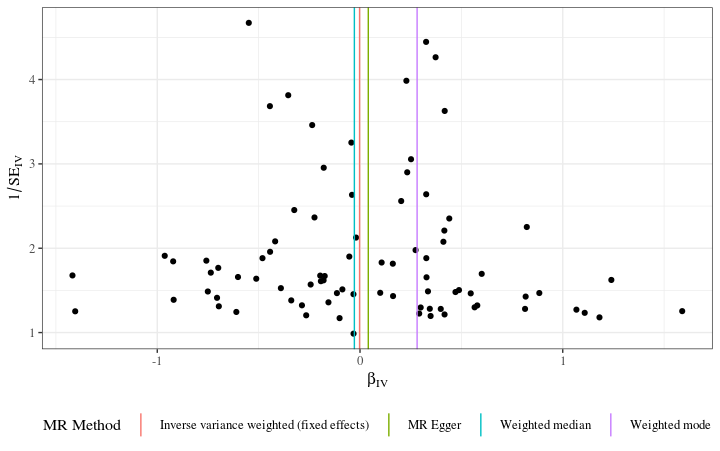 4
3
2
1
1/SE_IV
-1
0
1
β_IV
MR Method
Inverse variance weighted (fixed effects)
MR Egger
Weighted median
Weighted mode